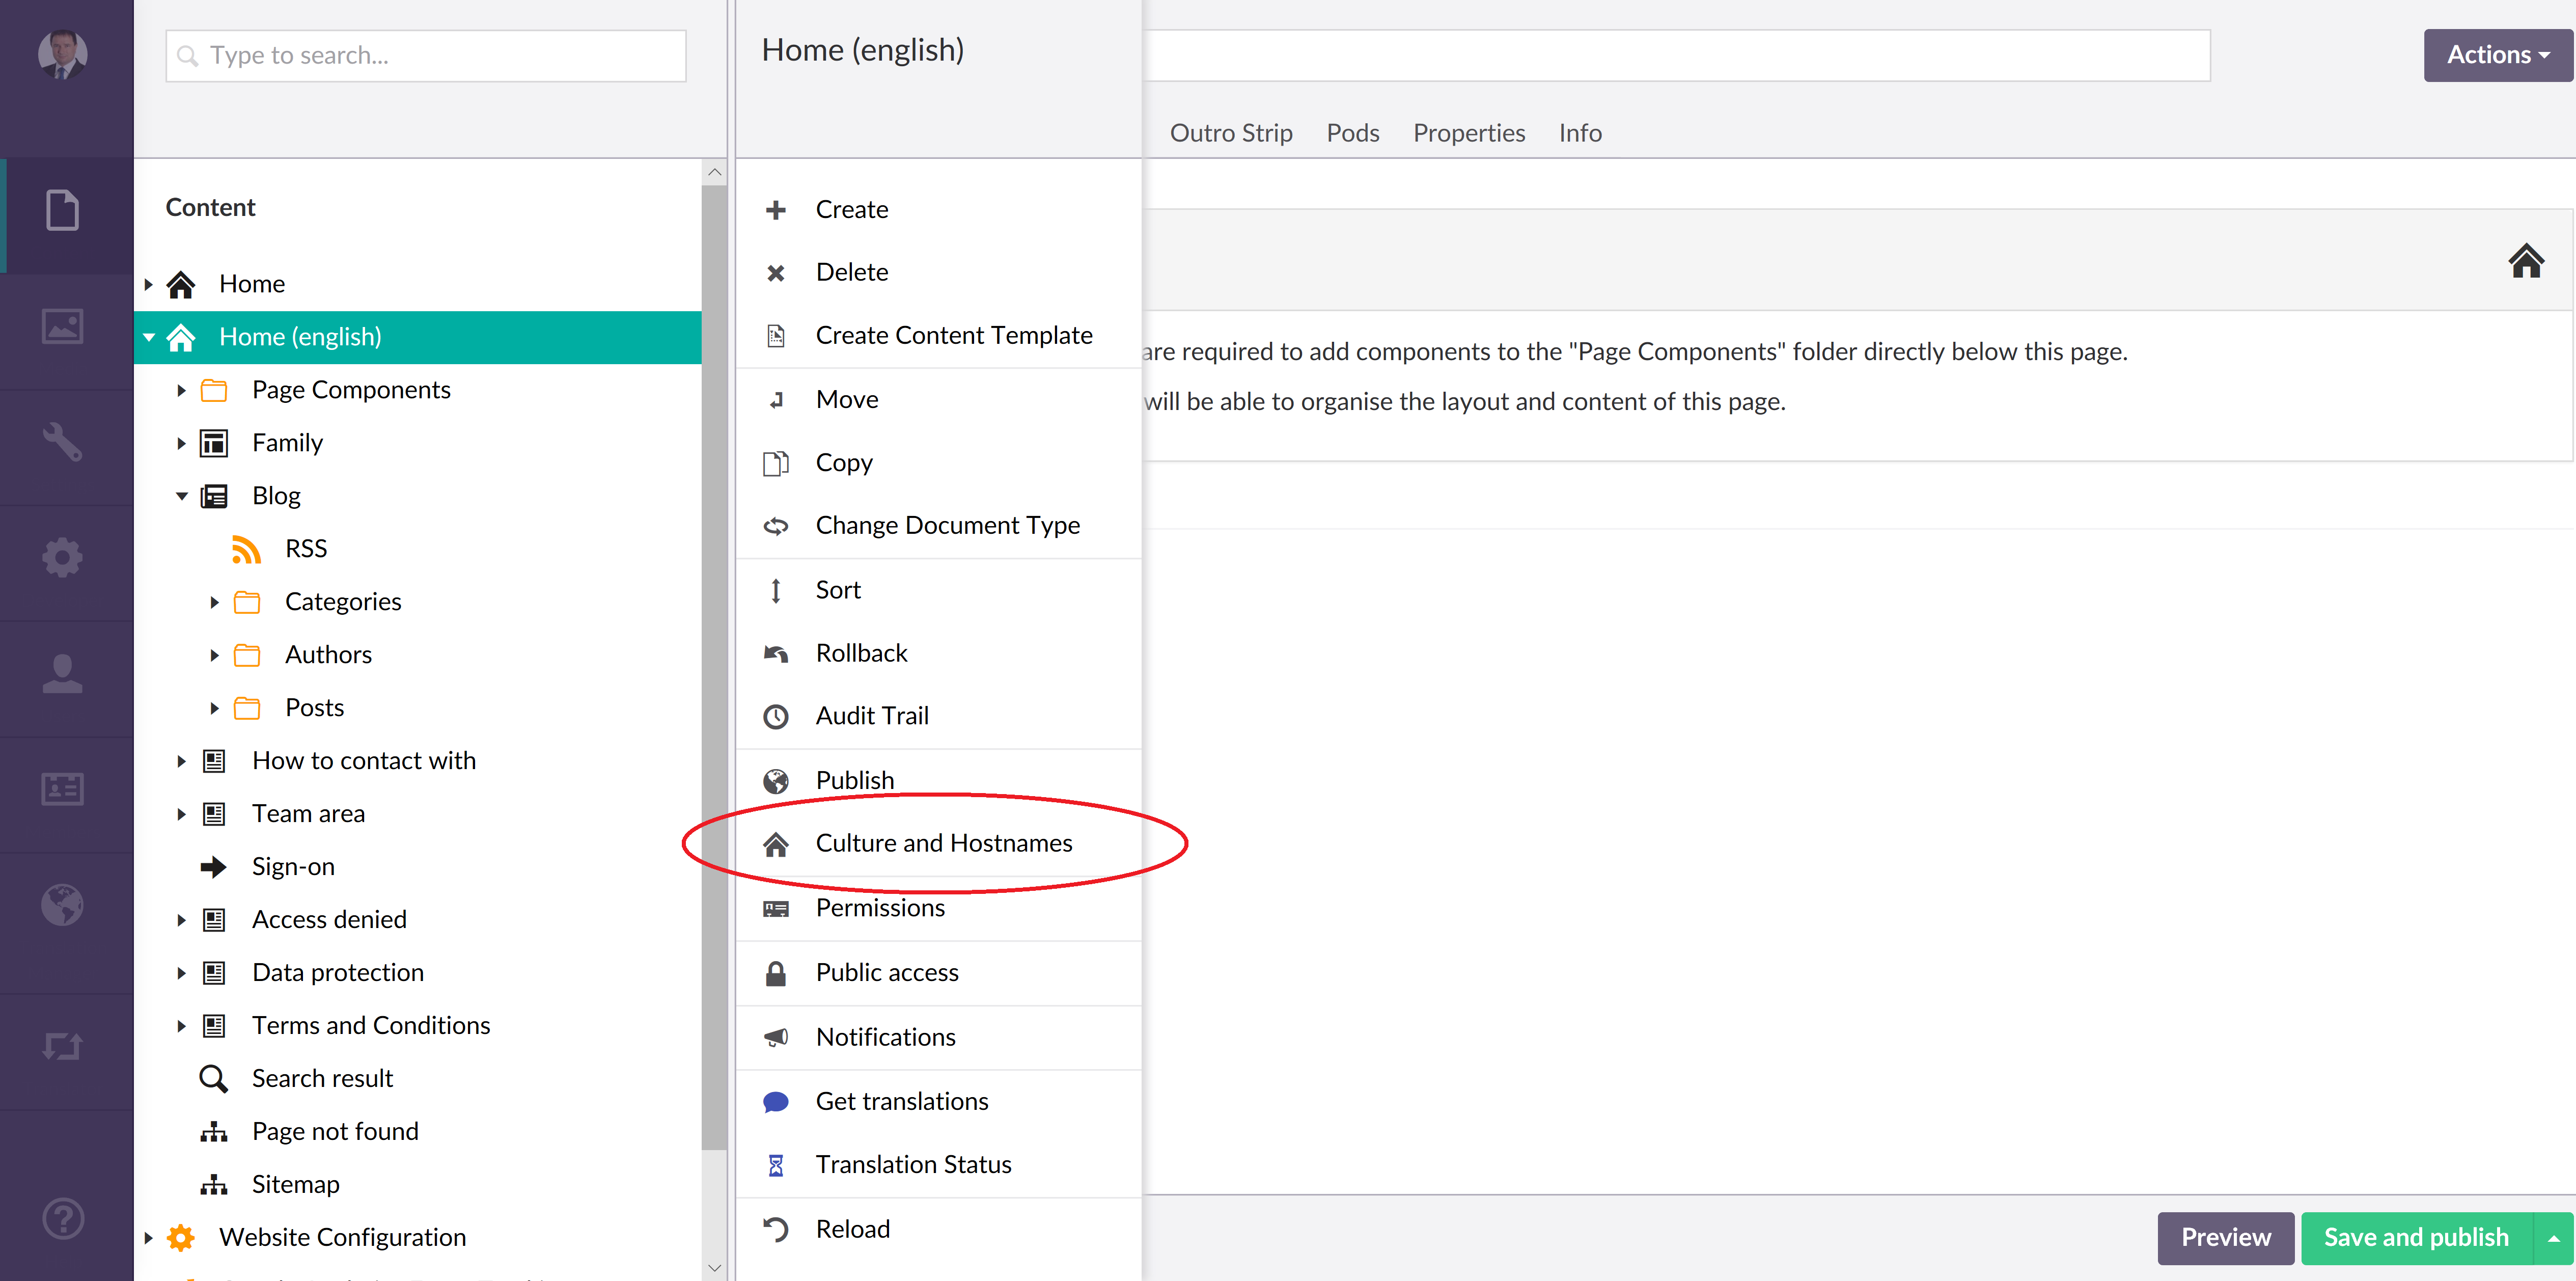 Type to search...
Content
Home
Home (english)
Page Components
Family
Blog
RSS
Categories
Authors
Posts
How to contact with
Team area
Sign-on
Access denied
Data protection
Terms and Conditions
Search result
Page not found
Sitemap
Website Configuration
Home (english)
Create
Delete
Create Content Template
Move
Copy
Change Document Type
Sort
Rollback
Audit Trail
Publish
Culture and Hostnames
Permissions
Public access
Notifications
Get translations
Translation Status
Reload
Actions
Outro Strip Pods Properties Info
are required to add components to the "Page Components" folder directly below this page.
will be able to organise the layout and content of this page.
Preview Save and publish